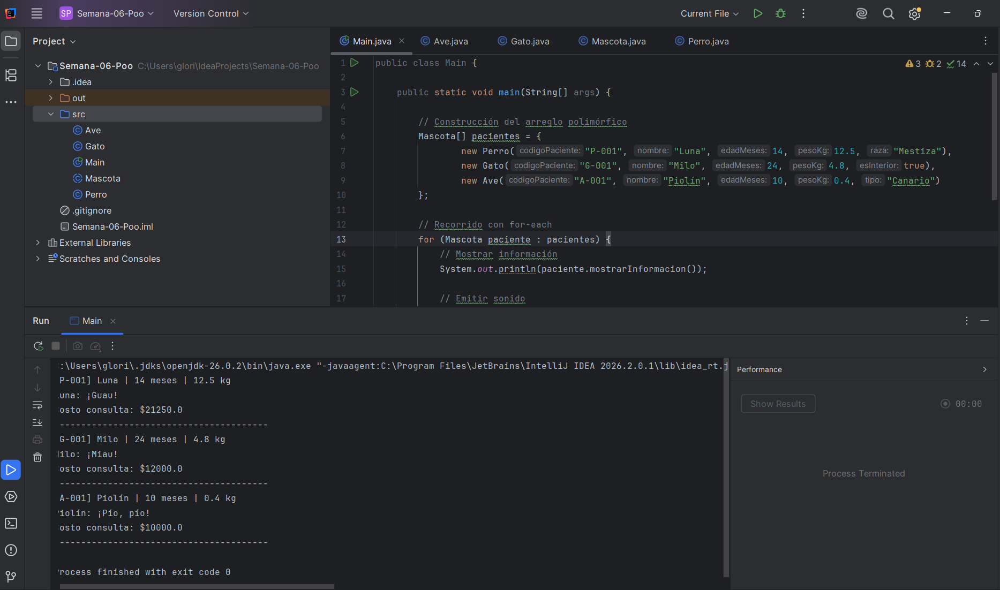 SP Semana-06-Poo Version Control Current File
Project
Semana-06-Poo C:\Users\glori\IdeaProjects\Semana-06-Poo
.idea
out
src
Ave
Gato
Main
Mascota
Perro
.gitignore
Semana-06-Poo.iml
External Libraries
Scratches and Consoles
Main.java Ave.java Gato.java Mascota.java Perro.java
3 2 14
1 public class Main {
2
3 public static void main(String[] args) {
4
5 // Construcción del arreglo polimórfico
6 Mascota[] pacientes = {
7 new Perro( codigoPaciente: "P-001", nombre: "Luna", edadMeses: 14, pesoKg: 12.5, raza: "Mestiza"),
8 new Gato( codigoPaciente: "G-001", nombre: "Milo", edadMeses: 24, pesoKg: 4.8, esInterior: true),
9 new Ave( codigoPaciente: "A-001", nombre: "Piolín", edadMeses: 10, pesoKg: 0.4, tipo: "Canario")
10 };
11
12 // Recorrido con for-each
13 for (Mascota paciente : pacientes) {
14 // Mostrar información
15 System.out.println(paciente.mostrarInformacion());
16
17 // Emitir sonido
Run Main
:\Users\glori\.jdks\openjdk-26.0.2\bin\java.exe "-javaagent:C:\Program Files\JetBrains\IntelliJ IDEA 2026.2.0.1\lib\idea_rt.j
P-001] Luna | 14 meses | 12.5 kg
una: ¡Guau!
osto consulta: $21250.0
---------------------------------------
G-001] Milo | 24 meses | 4.8 kg
ilo: ¡Miau!
osto consulta: $12000.0
---------------------------------------
A-001] Piolín | 10 meses | 0.4 kg
iolín: ¡Pío, pío!
osto consulta: $10000.0
---------------------------------------
rocess finished with exit code 0
Performance
Show Results 00:00
Process Terminated